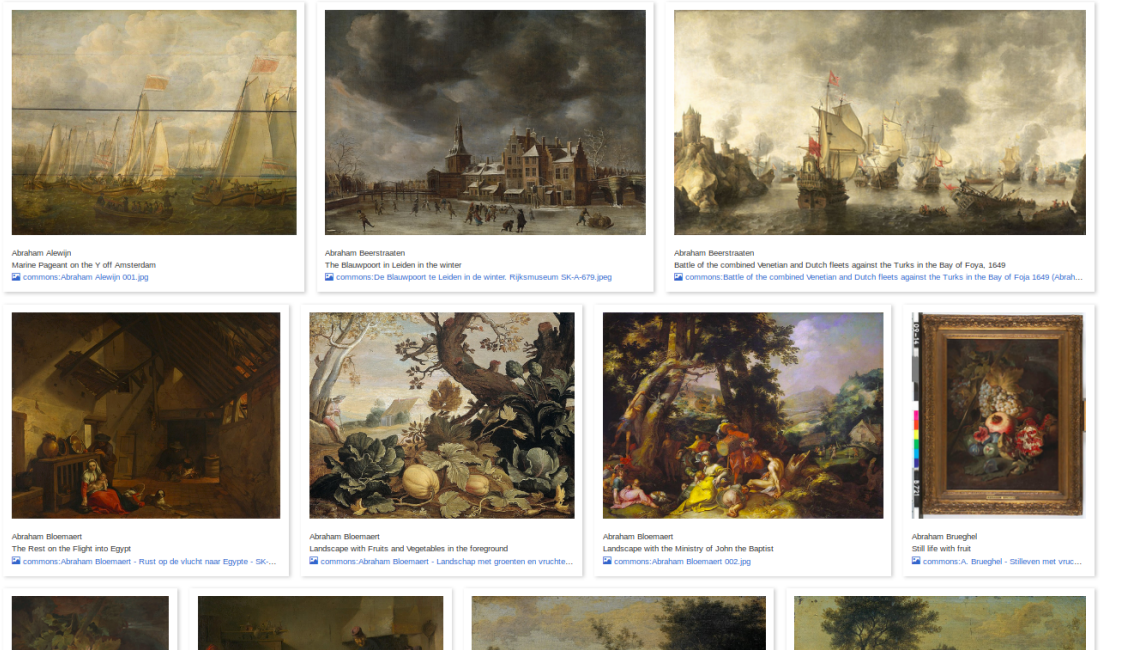 Abraham Alewijn
Marine Pageant on the Y off Amsterdam
commons:Abraham Alewijn 001.jpg
Abraham Beerstraaten
The Blauwpoort in Leiden in the winter
commons:De Blauwpoort te Leiden in de winter. Rijksmuseum SK-A-679.jpeg
Abraham Beerstraaten
Battle of the combined Venetian and Dutch fleets against the Turks in the Bay of Foya, 1649
commons:Battle of the combined Venetian and Dutch fleets against the Turks in the Bay of Foja 1649 (Abrah...
Abraham Bloemaert
The Rest on the Flight into Egypt
commons:Abraham Bloemaert - Rust op de vlucht naar Egypte - SK-...
Abraham Bloemaert
Landscape with Fruits and Vegetables in the foreground
commons:Abraham Bloemaert - Landschap met groenten en vruchte...
Abraham Bloemaert
Landscape with the Ministry of John the Baptist
commons:Abraham Bloemaert 002.jpg
Abraham Brueghel
Still life with fruit
commons:A. Brueghel - Stilleven met vruc...